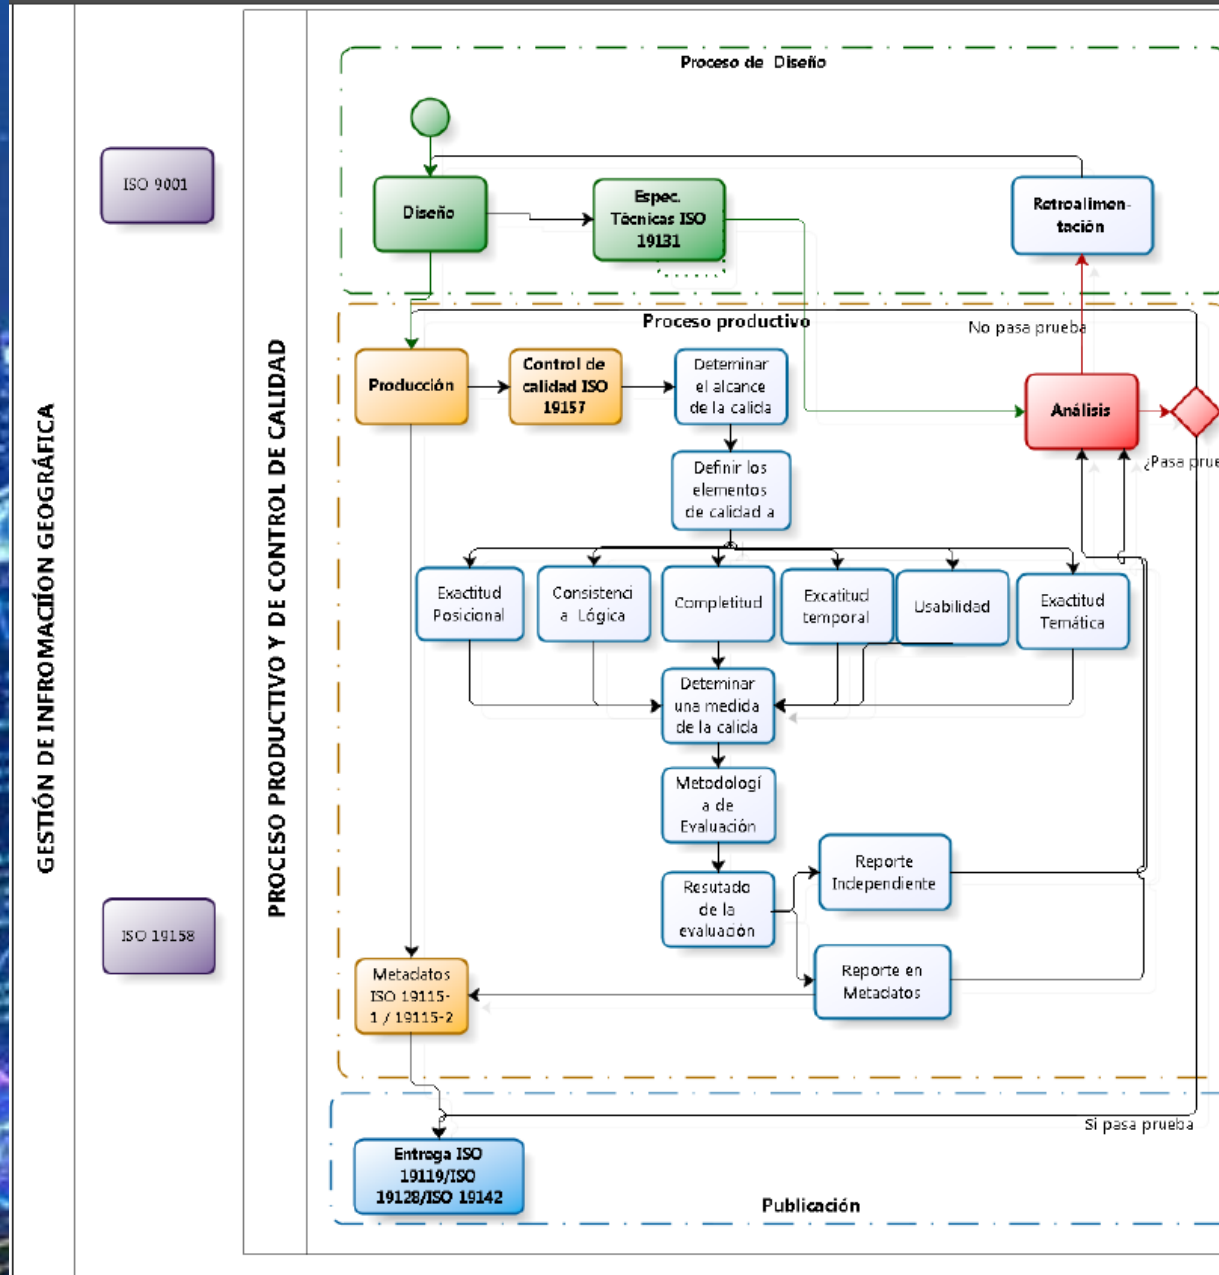 GESTIÓN DE INFROMACIÍON GEOGRÁFICA
ISO 9001
ISO 19158
PROCESO PRODUCTIVO Y DE CONTROL DE CALIDAD
Proceso de Diseño
Diseño
Espec.
Técnicas ISO
19131
Retroalimen-
tación
Proceso productivo
No pasa prueba
Producción
Control de
calidad ISO
19157
Deteminar
el alcance
de la calida
Análisis
¿Pasa prue
Definir los
elementos
de calidad a
Exactitud
Posicional
Consistenci
a Lógica
Completitud
Excatitud
temporal
Usabilidad
Exactitud
Temática
Deteminar
una medida
de la calida
Metodologí
a de
Evaluación
Resutado
de la
evaluación
Reporte
Independiente
Reporte en
Metadatos
Metadatos
ISO 19115-
1 / 19115-2
Si pasa prueba
Entrega ISO
19119/ISO
19128/ISO 19142
Publicación